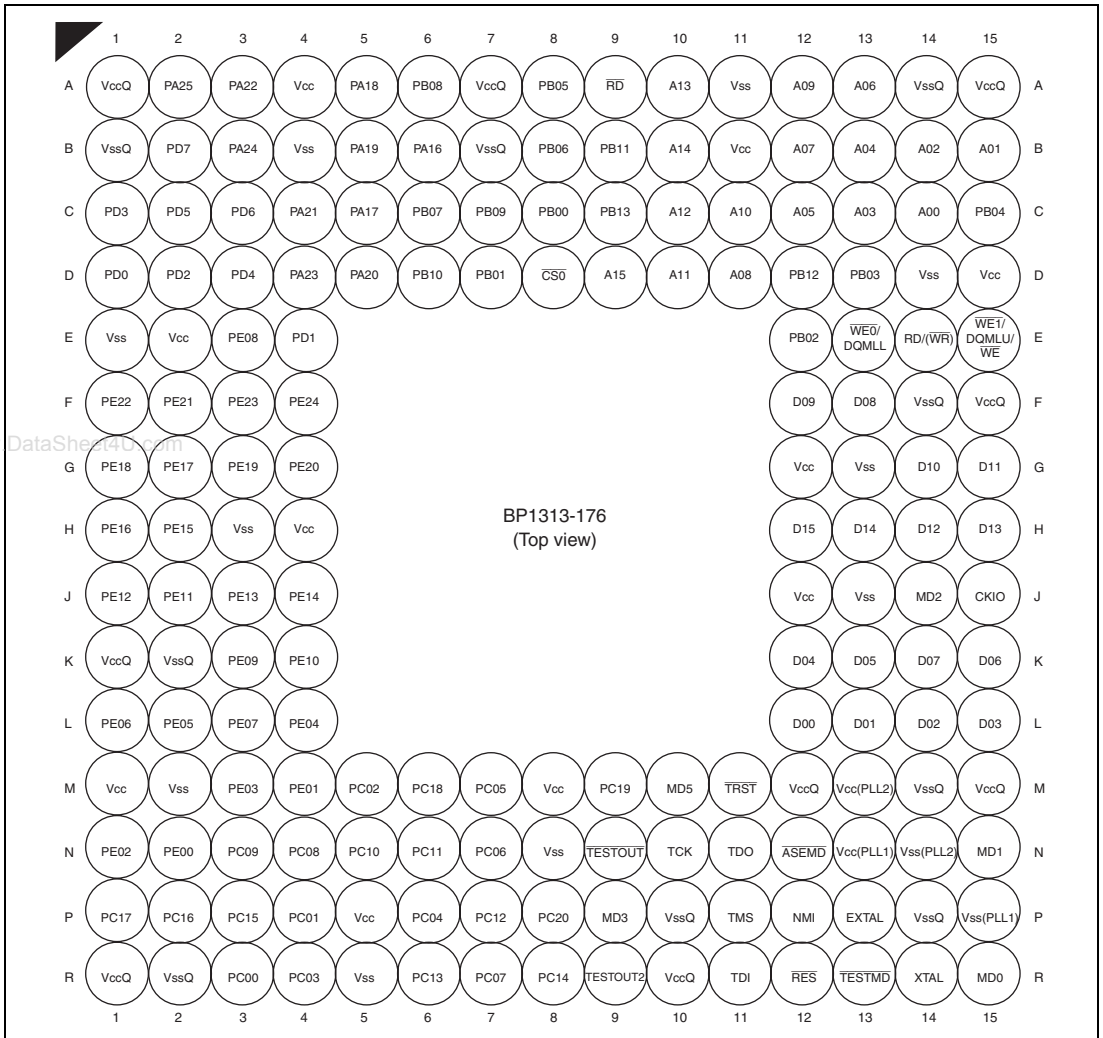 1 2 3 4 5 6 7 8 9 10 11 12 13 14 15
A VccQ PA25 PA22 Vcc PA18 PB08 VccQ PB05 R̅D̅ A13 Vss A09 A06 VssQ VccQ A
B VssQ PD7 PA24 Vss PA19 PA16 VssQ PB06 PB11 A14 Vcc A07 A04 A02 A01 B
C PD3 PD5 PD6 PA21 PA17 PB07 PB09 PB00 PB13 A12 A10 A05 A03 A00 PB04 C
D PD0 PD2 PD4 PA23 PA20 PB10 PB01 C̅S̅0̅ A15 A11 A08 PB12 PB03 Vss Vcc D
E Vss Vcc PE08 PD1 PB02 W̅E̅0̅/ DQMLL RD/(W̅R̅) W̅E̅1̅/ DQMLU/ W̅E̅ E
F PE22 PE21 PE23 PE24 D09 D08 VssQ VccQ F
DataSheet4U.com
G PE18 PE17 PE19 PE20 Vcc Vss D10 D11 G
H PE16 PE15 Vss Vcc D15 D14 D12 D13 H
BP1313-176
(Top view)
J PE12 PE11 PE13 PE14 Vcc Vss MD2 CKIO J
K VccQ VssQ PE09 PE10 D04 D05 D07 D06 K
L PE06 PE05 PE07 PE04 D00 D01 D02 D03 L
M Vcc Vss PE03 PE01 PC02 PC18 PC05 Vcc PC19 MD5 T̅R̅S̅T̅ VccQ Vcc(PLL2) VssQ VccQ M
N PE02 PE00 PC09 PC08 PC10 PC11 PC06 Vss T̅E̅S̅T̅O̅U̅T̅ TCK TDO A̅S̅E̅M̅D̅ Vcc(PLL1) Vss(PLL2) MD1 N
P PC17 PC16 PC15 PC01 Vcc PC04 PC12 PC20 MD3 VssQ TMS NMI EXTAL VssQ Vss(PLL1) P
R VccQ VssQ PC00 PC03 Vss PC13 PC07 PC14 TESTOUT2 VccQ TDI R̅E̅S̅ T̅E̅S̅T̅M̅D̅ XTAL MD0 R
1 2 3 4 5 6 7 8 9 10 11 12 13 14 15